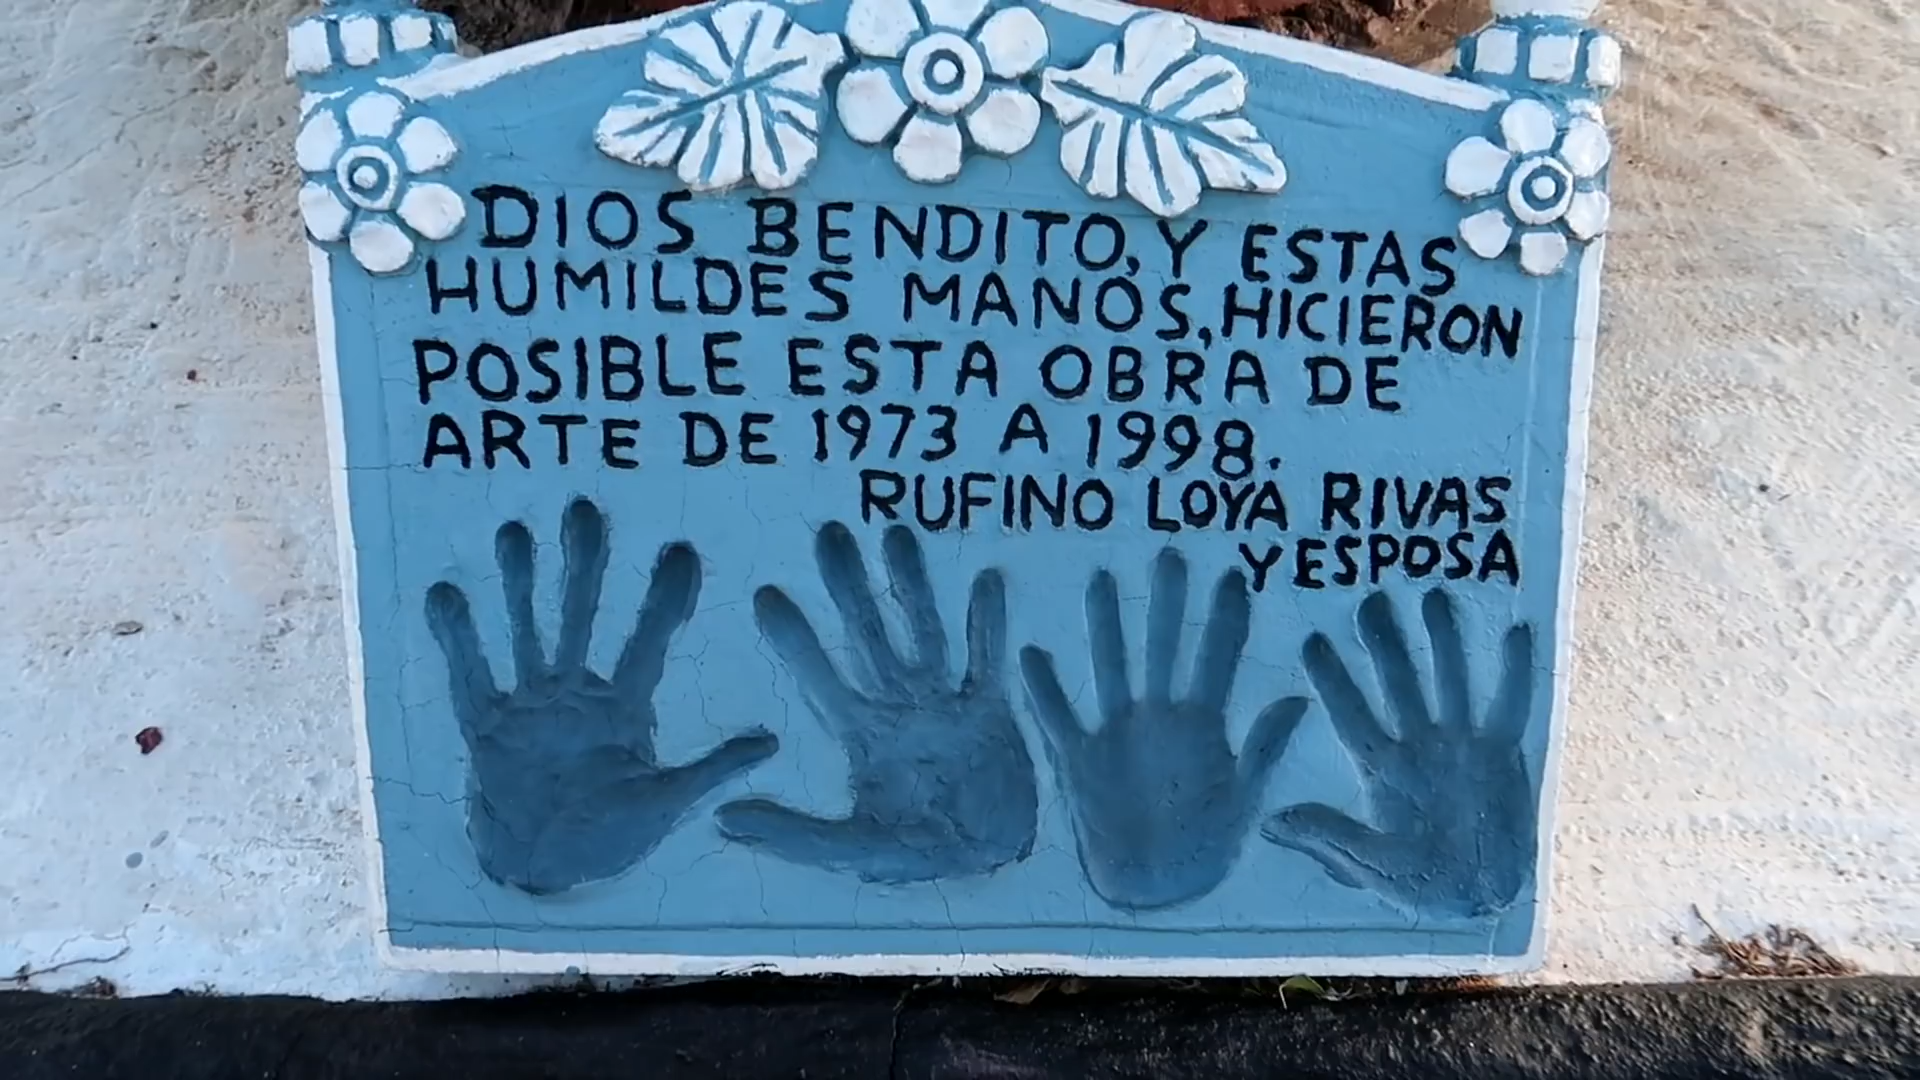 DIOS BENDITO, Y ESTAS
HUMILDES MANOS, HICIERON
POSIBLE ESTA OBRA DE
ARTE DE 1973 A 1998.
RUFINO LOYA RIVAS
Y ESPOSA